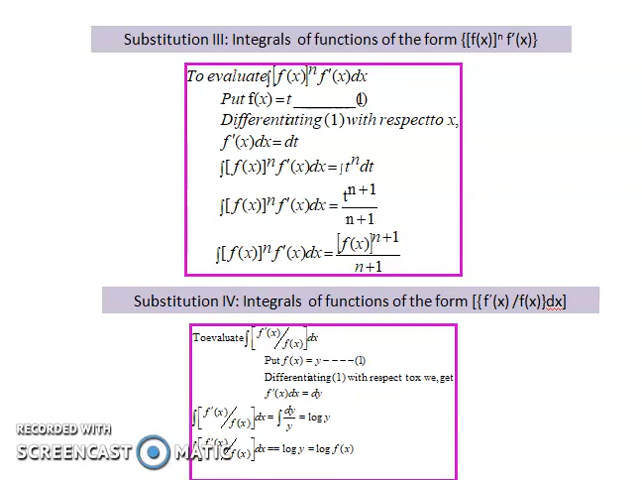 Substitution III: Integrals of functions of the form {[f(x)]ⁿ f'(x)}
To evaluate∫[f(x)]ⁿ f'(x)dx
Put f(x) = t ________(1)
Differentiating (1) with respect to x,
f'(x)dx = dt
∫[f(x)]ⁿ f'(x)dx = ∫tⁿdt
∫[f(x)]ⁿ f'(x)dx = tⁿ⁺¹/n+1
∫[f(x)]ⁿ f'(x)dx = [f(x)]ⁿ⁺¹/n+1
Substitution IV: Integrals of functions of the form [{f'(x) /f(x)}dx]
Toevaluate∫[f'(x)/f(x)]dx
Put f(x) = y----(1)
Differentiating (1) with respect tox we, get
f'(x)dx = dy
∫[f'(x)/f(x)]dx = ∫dy/y = log y
∫[f'(x)/f(x)]dx == log y = log f(x)
RECORDED WITH
SCREENCAST MATIC